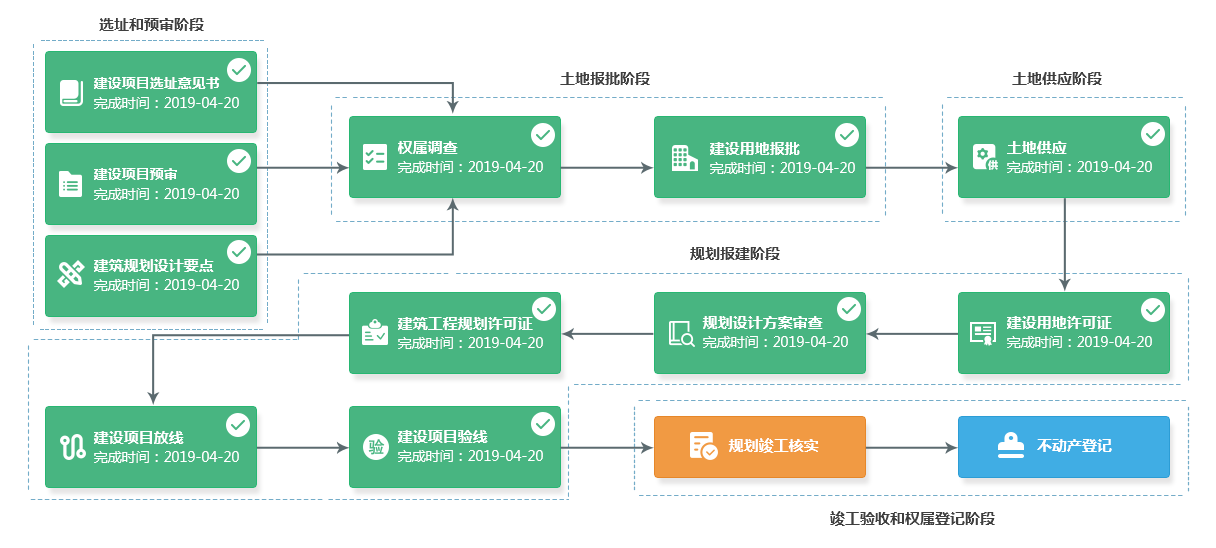 选址和预审阶段
建设项目选址意见书
完成时间：2019-04-20
建设项目预审
完成时间：2019-04-20
建筑规划设计要点
完成时间：2019-04-20
土地报批阶段
权属调查
完成时间：2019-04-20
建设用地报批
完成时间：2019-04-20
土地供应阶段
供
土地供应
完成时间：2019-04-20
规划报建阶段
建设用地许可证
完成时间：2019-04-20
规划设计方案审查
完成时间：2019-04-20
建筑工程规划许可证
完成时间：2019-04-20
建设项目放线
完成时间：2019-04-20
验
建设项目验线
完成时间：2019-04-20
规划竣工核实
不动产登记
竣工验收和权属登记阶段